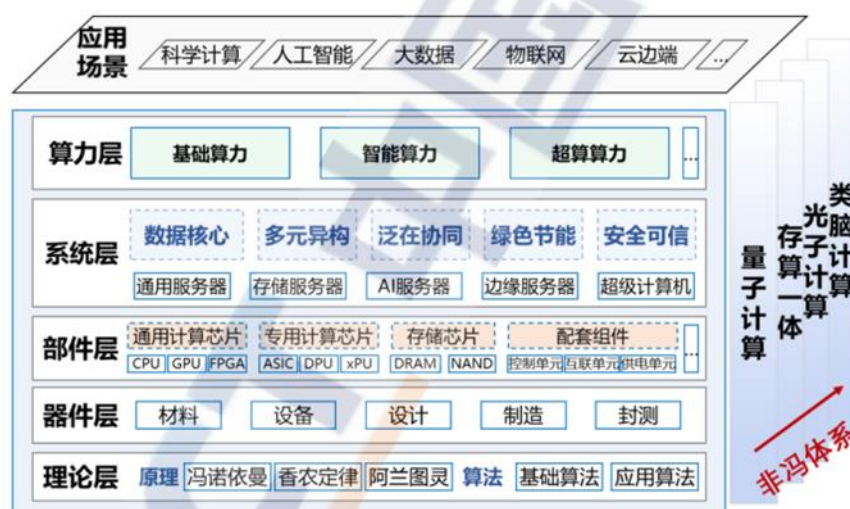 应用场景 科学计算 人工智能 大数据 物联网 云边端 ...
算力层 基础算力 智能算力 超算算力 ...
系统层 数据核心 多元异构 泛在协同 绿色节能 安全可信
通用服务器 存储服务器 AI服务器 边缘服务器 超级计算机
部件层 通用计算芯片 专用计算芯片 存储芯片 配套组件 ...
CPU GPU FPGA ASIC DPU xPU DRAM NAND 控制单元 互联单元 供电单元
器件层 材料 设备 设计 制造 封测
理论层 原理 冯诺依曼 香农定律 阿兰图灵 算法 基础算法 应用算法
量子计算
存算一体
光子计算
类脑计算
非冯体系